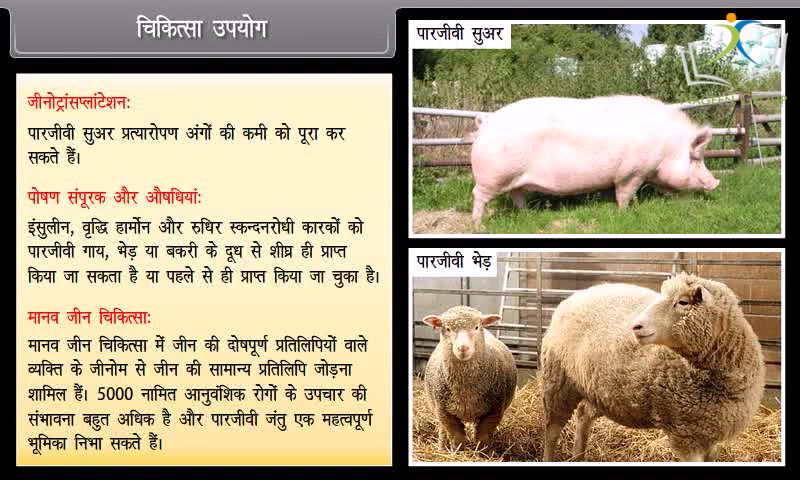 चिकित्सा उपयोग
जीनोट्रांसप्लांटेशन:
पारजीवी सुअर प्रत्यारोपण अंगों की कमी को पूरा कर
सकते हैं।
पोषण संपूरक और औषधियां:
इंसुलीन, वृद्धि हार्मोन और रुधिर स्कन्दनरोधी कारकों को
पारजीवी गाय, भेड़ या बकरी के दूध से शीघ्र ही प्राप्त
किया जा सकता है या पहले से ही प्राप्त किया जा चुका है।
मानव जीन चिकित्सा:
मानव जीन चिकित्सा में जीन की दोषपूर्ण प्रतिलिपियों वाले
व्यक्ति के जीनोम से जीन की सामान्य प्रतिलिपि जोड़ना
शामिल हैं। 5000 नामित आनुवंशिक रोगों के उपचार की
संभावना बहुत अधिक है और पारजीवी जंतु एक महत्वपूर्ण
भूमिका निभा सकते हैं।
पारजीवी सुअर
पारजीवी भेड़